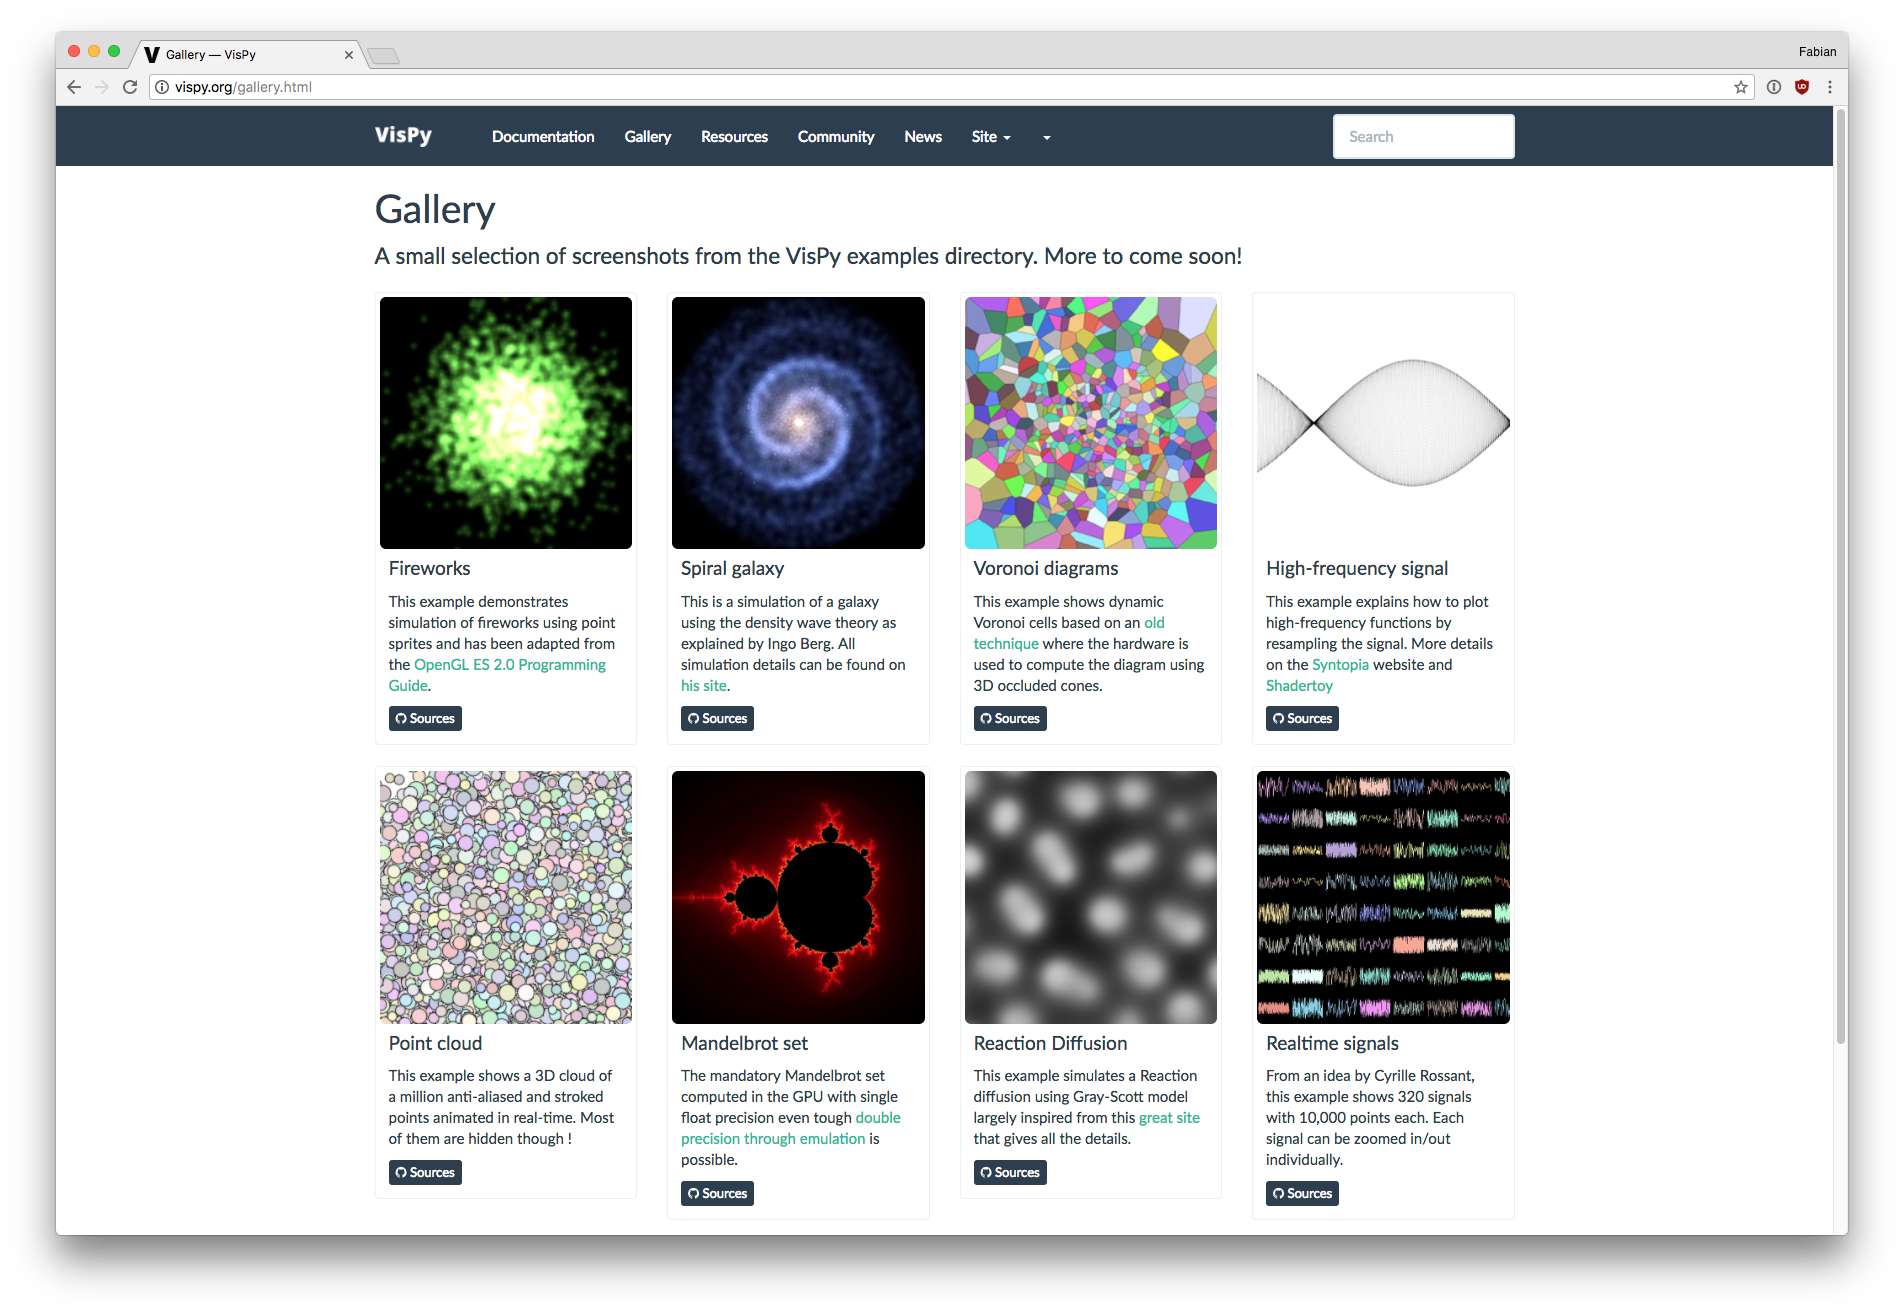 Gallery — VisPy
Fabian
vispy.org/gallery.html
VisPy Documentation Gallery Resources Community News Site Search
Gallery
A small selection of screenshots from the VisPy examples directory. More to come soon!
Fireworks
This example demonstrates
simulation of fireworks using point
sprites and has been adapted from
the OpenGL ES 2.0 Programming
Guide.
Sources
Spiral galaxy
This is a simulation of a galaxy
using the density wave theory as
explained by Ingo Berg. All
simulation details can be found on
his site.
Sources
Voronoi diagrams
This example shows dynamic
Voronoi cells based on an old
technique where the hardware is
used to compute the diagram using
3D occluded cones.
Sources
High-frequency signal
This example explains how to plot
high-frequency functions by
resampling the signal. More details
on the Syntopia website and
Shadertoy
Sources
Point cloud
This example shows a 3D cloud of
a million anti-aliased and stroked
points animated in real-time. Most
of them are hidden though !
Sources
Mandelbrot set
The mandatory Mandelbrot set
computed in the GPU with single
float precision even tough double
precision through emulation is
possible.
Sources
Reaction Diffusion
This example simulates a Reaction
diffusion using Gray-Scott model
largely inspired from this great site
that gives all the details.
Sources
Realtime signals
From an idea by Cyrille Rossant,
this example shows 320 signals
with 10,000 points each. Each
signal can be zoomed in/out
individually.
Sources